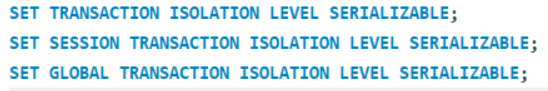 SET TRANSACTION ISOLATION LEVEL SERIALIZABLE;
SET SESSION TRANSACTION ISOLATION LEVEL SERIALIZABLE;
SET GLOBAL TRANSACTION ISOLATION LEVEL SERIALIZABLE;